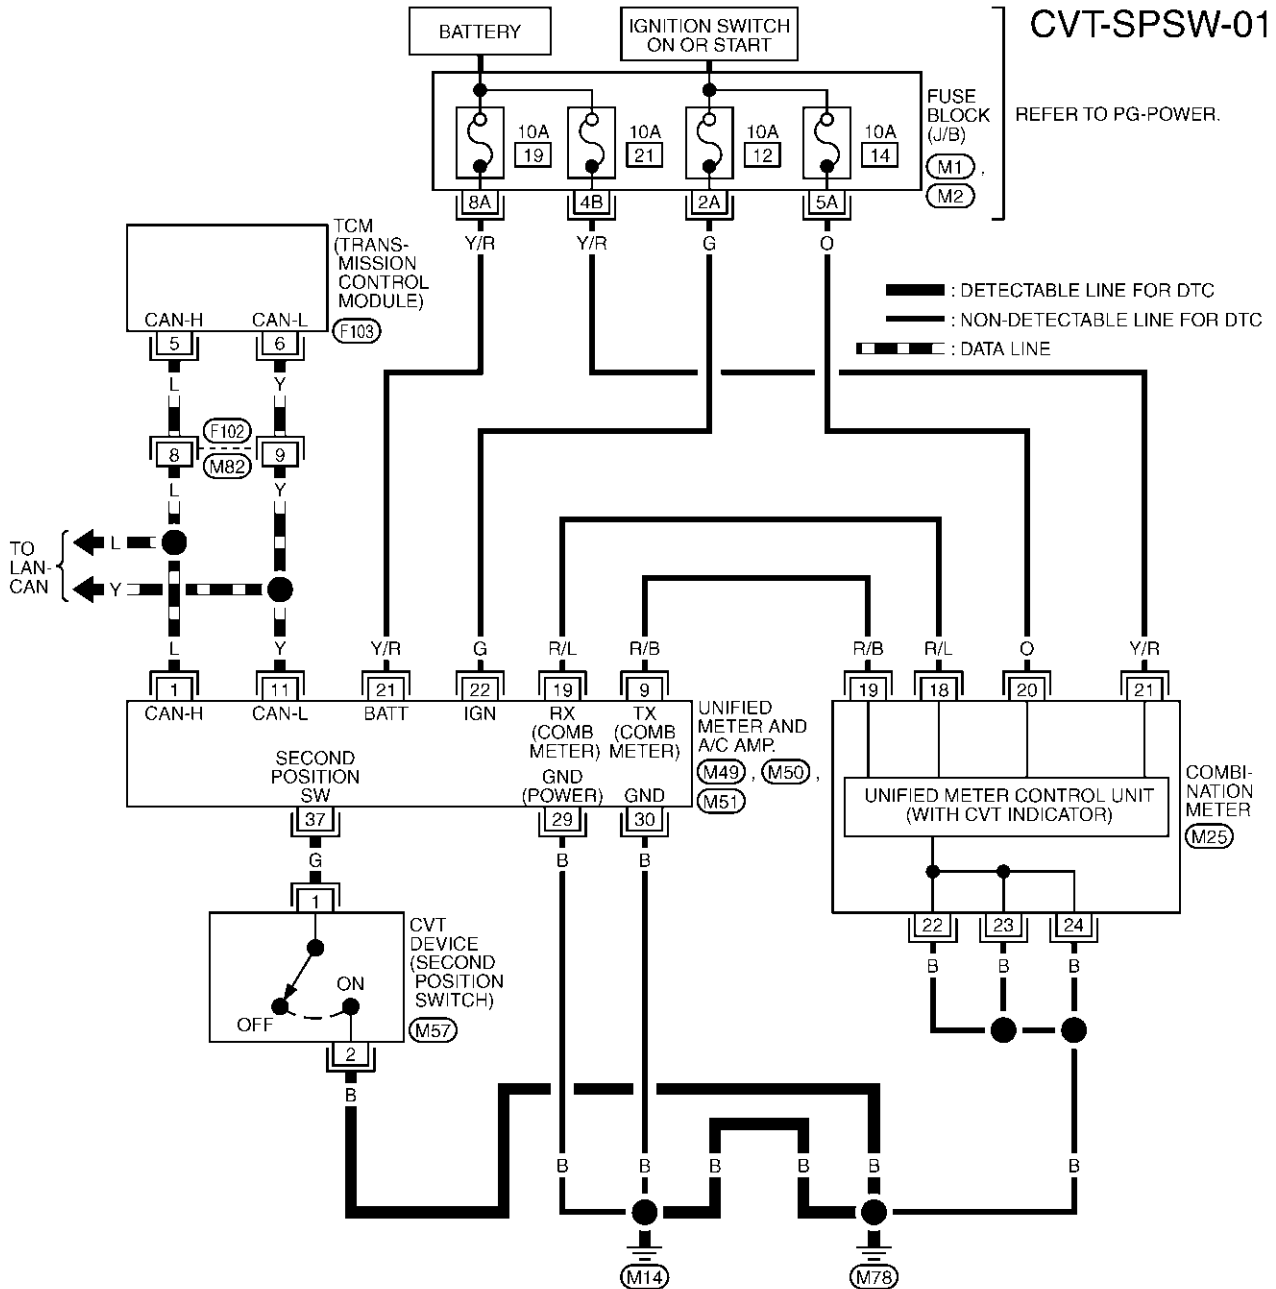 CVT-SPSW-01
BATTERY
IGNITION SWITCH
ON OR START
FUSE
BLOCK
(J/B)
REFER TO PG-POWER.
10A
19
10A
21
10A
12
10A
14
M1 ,
M2
8A
4B
2A
5A
Y/R
Y/R
G
O
TCM
(TRANS-
MISSION
CONTROL
MODULE)
F103
CAN-H
CAN-L
5
6
: DETECTABLE LINE FOR DTC
: NON-DETECTABLE LINE FOR DTC
: DATA LINE
L
Y
F102
8
9
M82
L
Y
TO
LAN-
CAN
L
Y
L
Y
Y/R
G
R/L
R/B
R/B
R/L
O
Y/R
1
11
21
22
19
9
19
18
20
21
CAN-H
CAN-L
BATT
IGN
RX
(COMB
METER)
TX
(COMB
METER)
UNIFIED
METER AND
A/C AMP.
M49 , M50 ,
M51
SECOND
POSITION
SW
GND
(POWER)
GND
UNIFIED METER CONTROL UNIT
(WITH CVT INDICATOR)
COMBI-
NATION
METER
M25
37
29
30
G
B
B
1
22
23
24
B
B
B
CVT
DEVICE
(SECOND
POSITION
SWITCH)
M57
OFF
ON
2
B
B
B
B
B
B
B
M14
M78